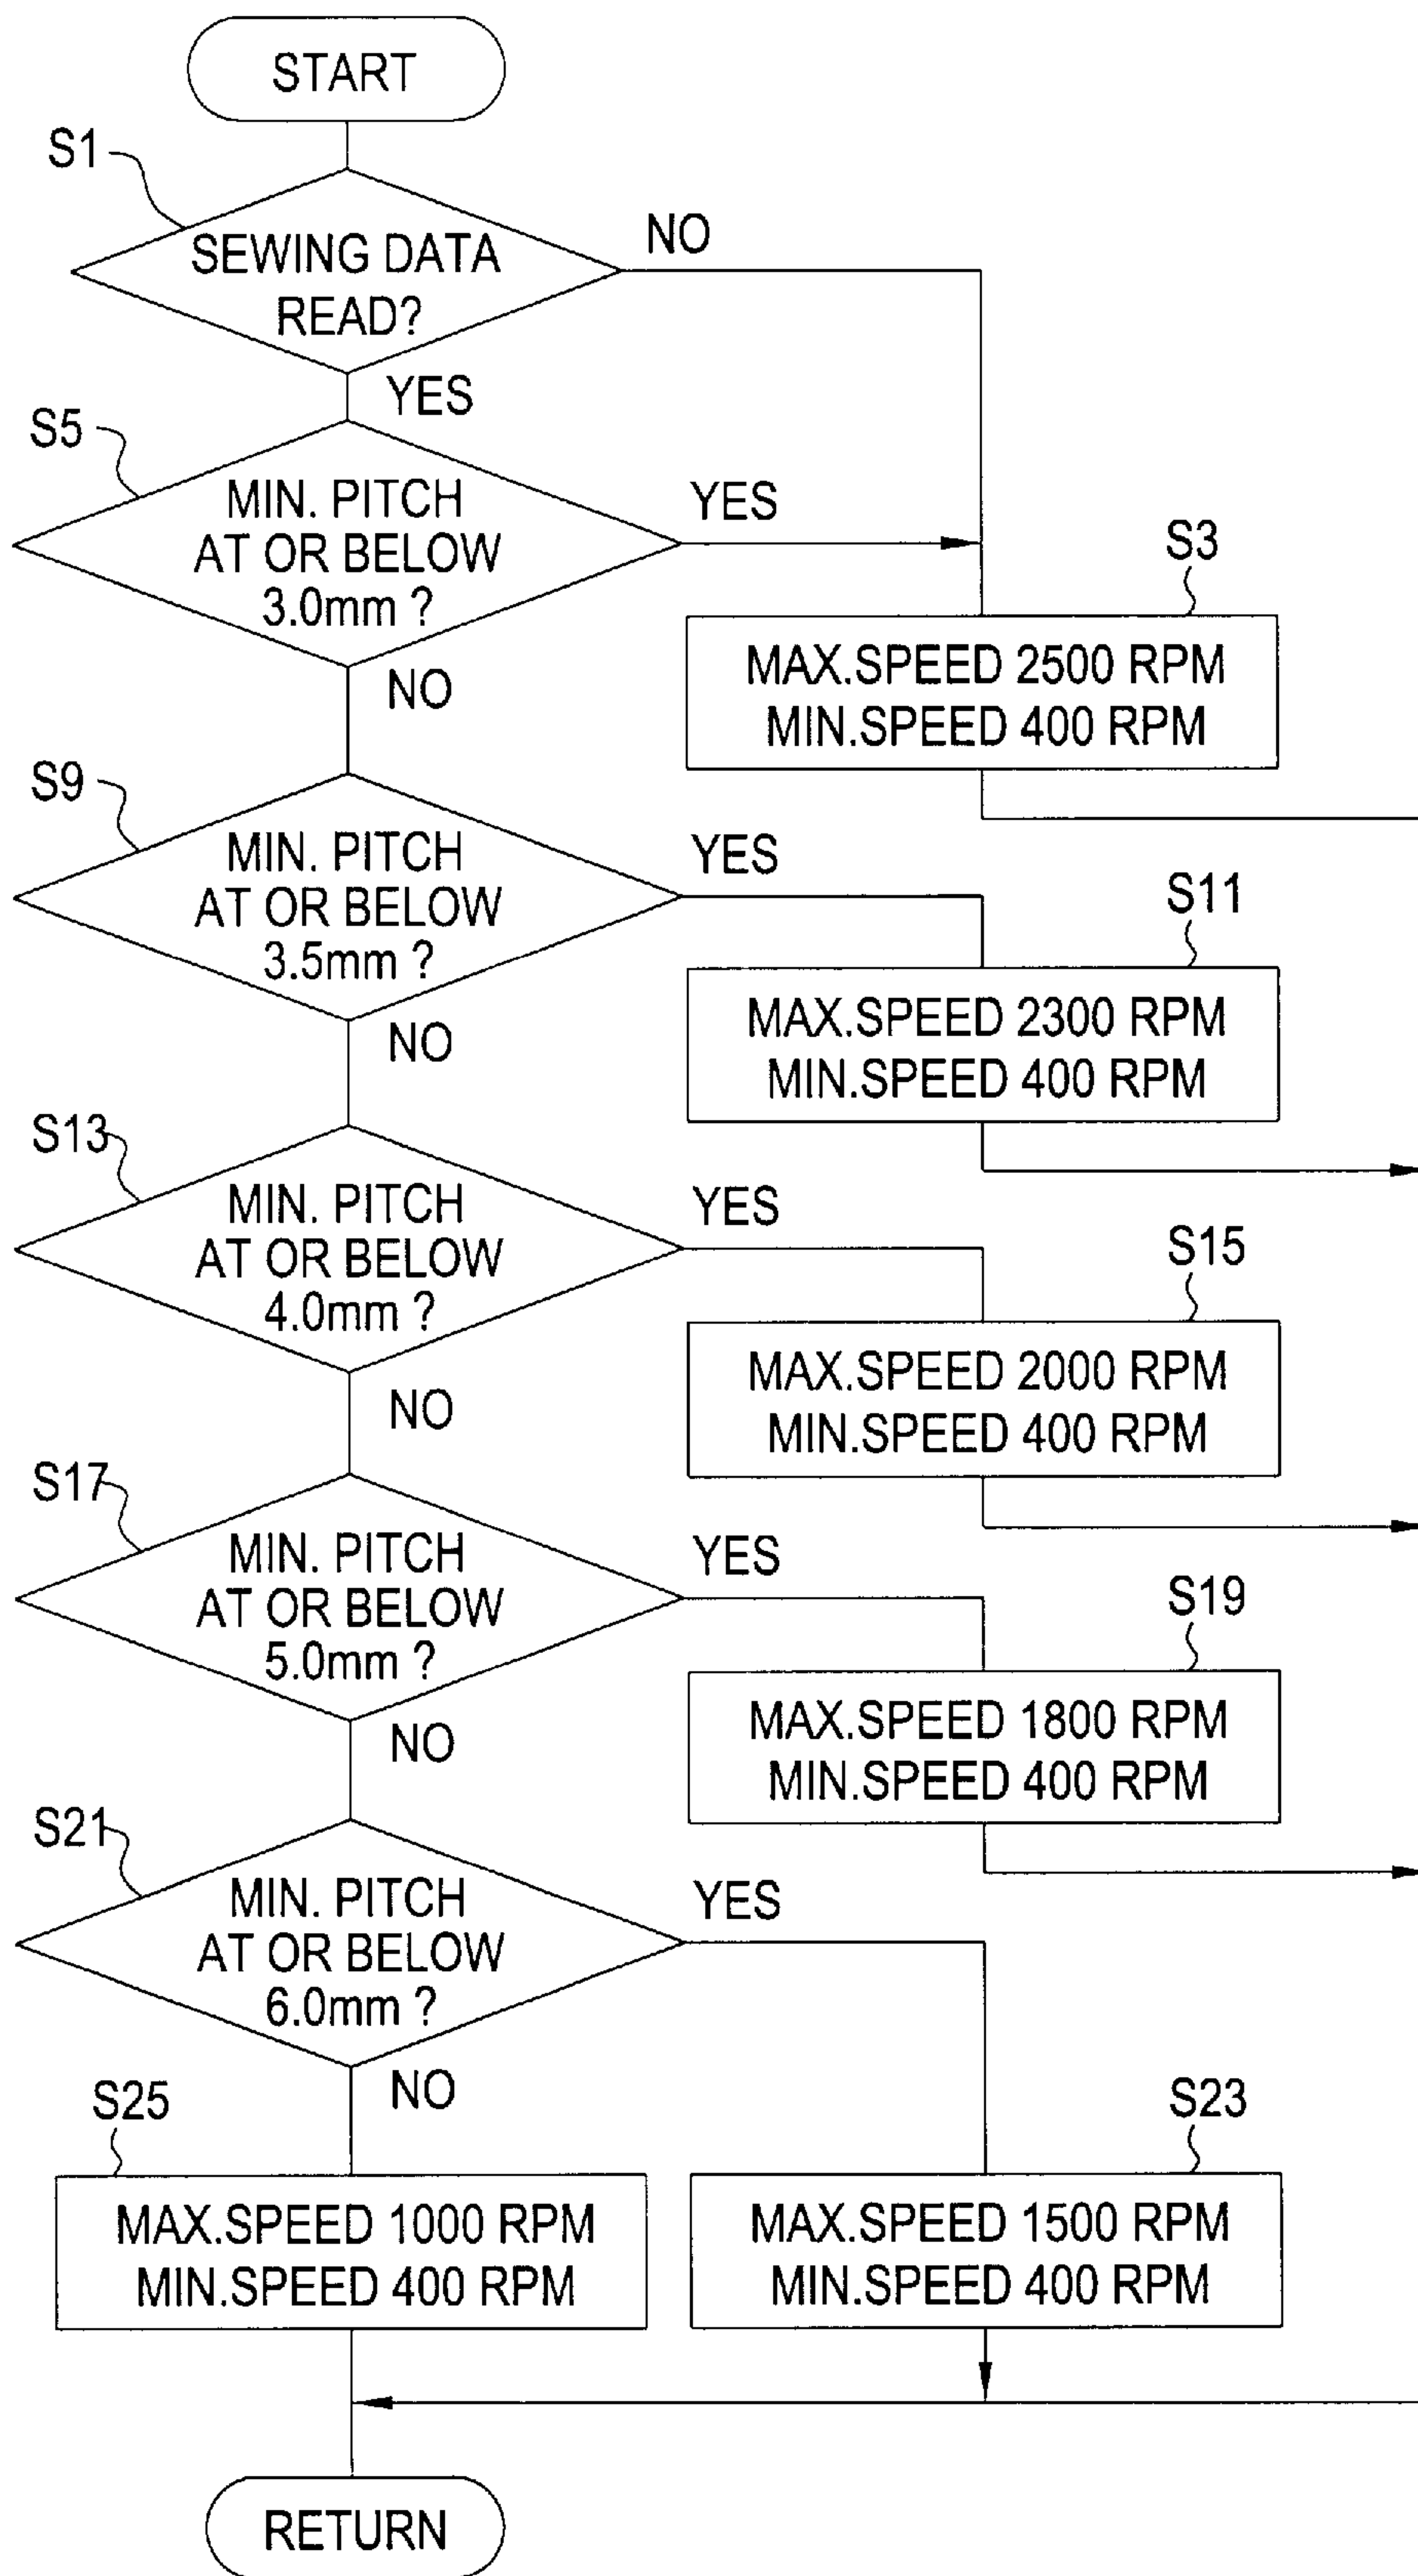 START
S1
SEWING DATA
READ?
NO
YES
S5
MIN. PITCH
AT OR BELOW
3.0mm ?
YES
NO
S3
MAX.SPEED 2500 RPM
MIN.SPEED 400 RPM
S9
MIN. PITCH
AT OR BELOW
3.5mm ?
YES
NO
S11
MAX.SPEED 2300 RPM
MIN.SPEED 400 RPM
S13
MIN. PITCH
AT OR BELOW
4.0mm ?
YES
NO
S15
MAX.SPEED 2000 RPM
MIN.SPEED 400 RPM
S17
MIN. PITCH
AT OR BELOW
5.0mm ?
YES
NO
S19
MAX.SPEED 1800 RPM
MIN.SPEED 400 RPM
S21
MIN. PITCH
AT OR BELOW
6.0mm ?
YES
NO
S25
MAX.SPEED 1000 RPM
MIN.SPEED 400 RPM
S23
MAX.SPEED 1500 RPM
MIN.SPEED 400 RPM
RETURN